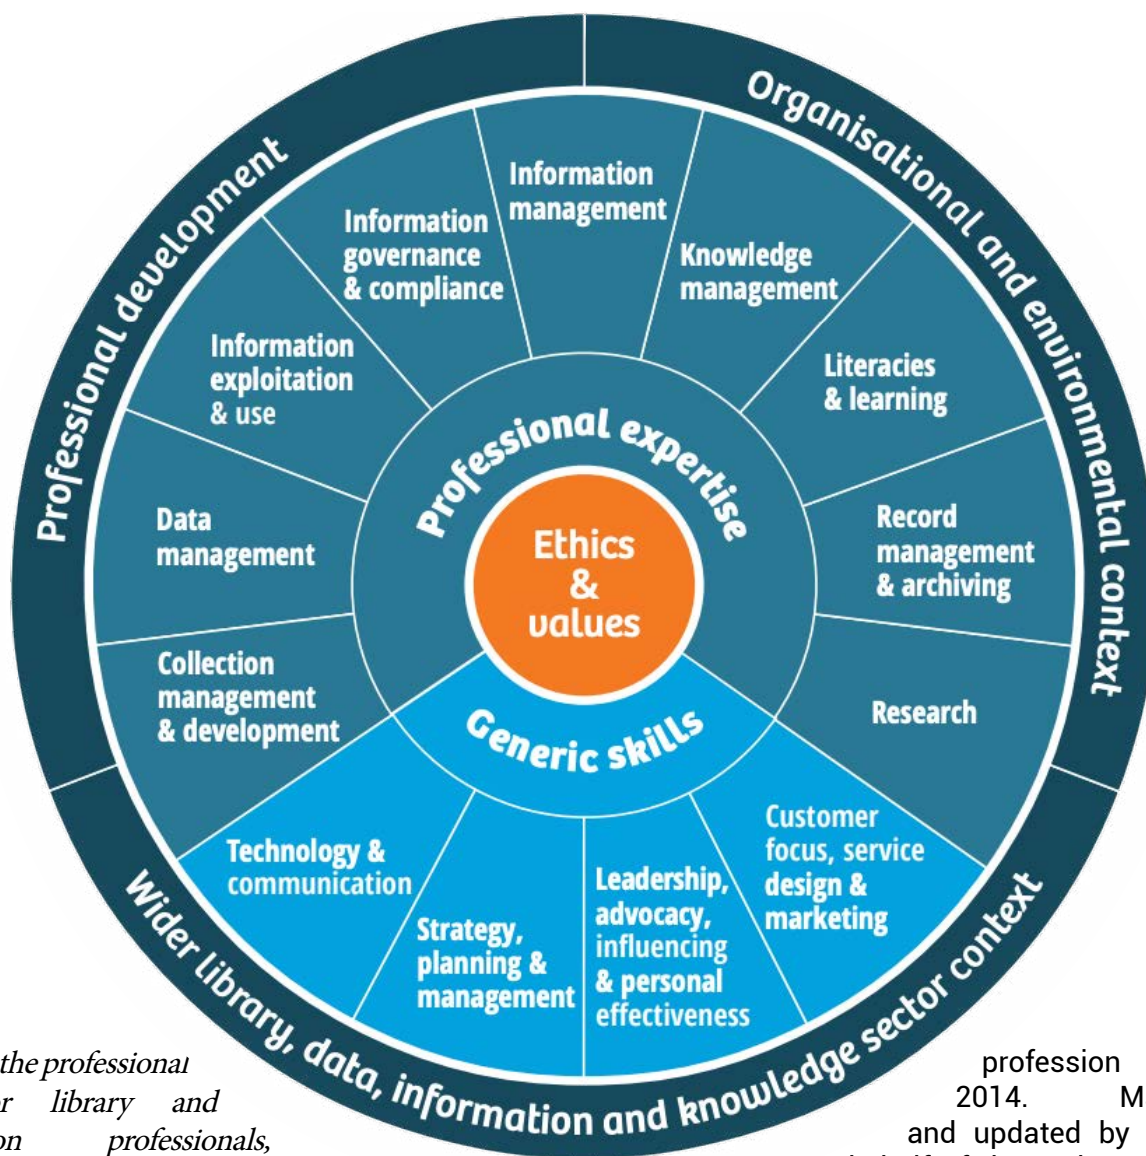 Professional development
Organisational and environmental context
Information
management
Information
governance
& compliance
Knowledge
management
Information
exploitation
& use
Literacies
& learning
Professional expertise
Data
management
Record
management
& archiving
Ethics
&
values
Collection
management
& development
Research
Generic skills
Technology &
communication
Strategy,
planning &
management
Leadership,
advocacy,
influencing
& personal
effectiveness
Customer
focus, service
design &
marketing
Wider library, data, information and knowledge sector context
the professional
library and
professionals,
profession
2014.
and updated by